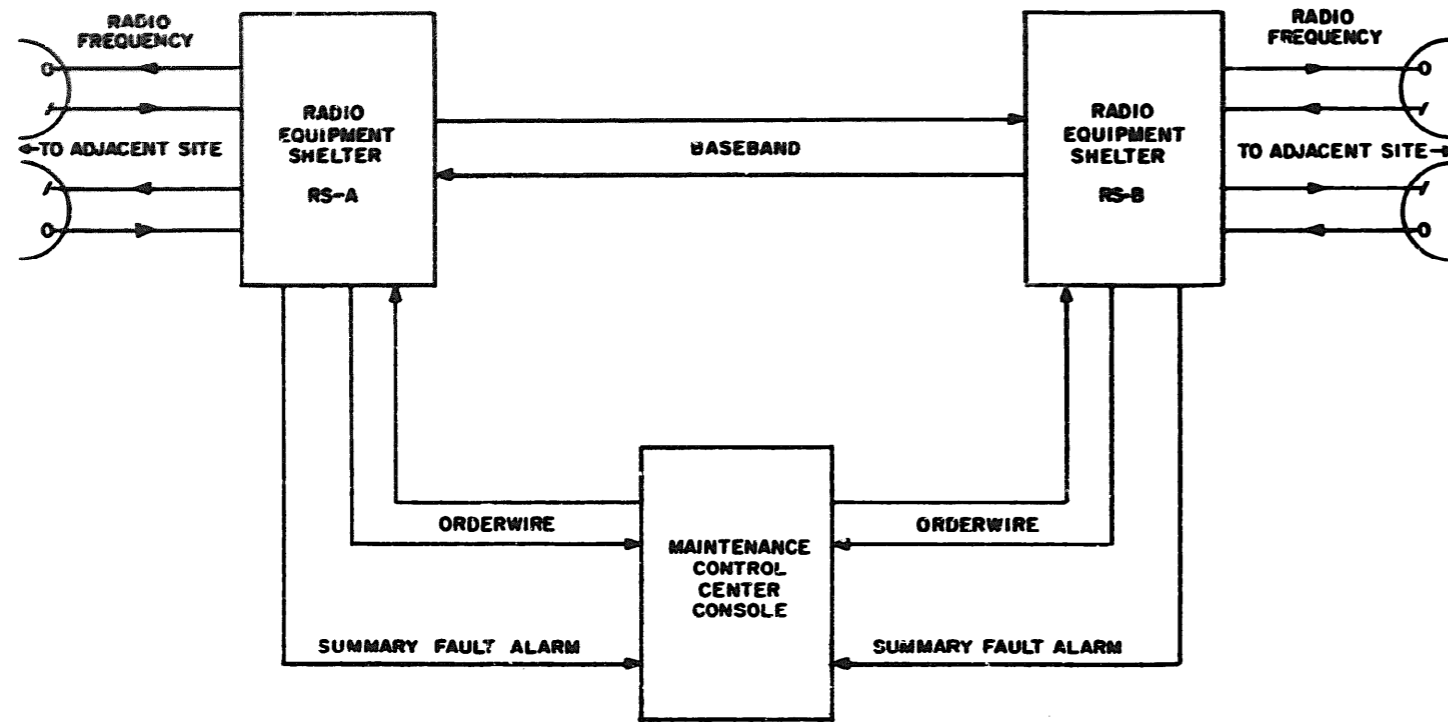 RADIO
FREQUENCY
←TO ADJACENT SITE
RADIO
EQUIPMENT
SHELTER
RS-A
BASEBAND
RADIO
EQUIPMENT
SHELTER
RS-B
RADIO
FREQUENCY
TO ADJACENT SITE→
ORDERWIRE
ORDERWIRE
MAINTENANCE
CONTROL
CENTER
CONSOLE
SUMMARY FAULT ALARM
SUMMARY FAULT ALARM